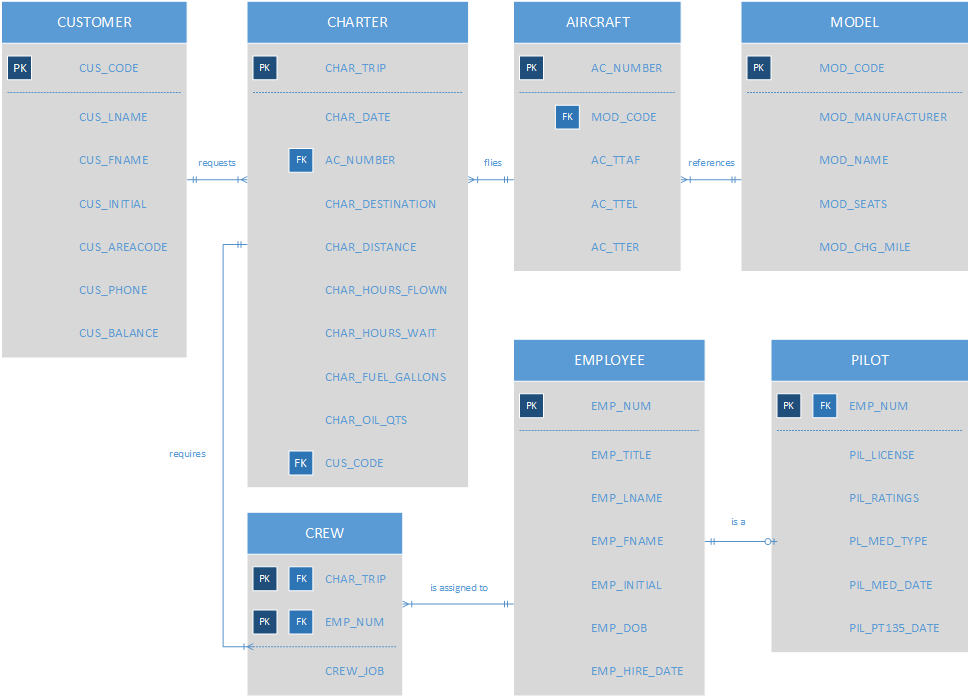 CUSTOMER
PK CUS_CODE
CUS_LNAME
CUS_FNAME
CUS_INITIAL
CUS_AREACODE
CUS_PHONE
CUS_BALANCE
requests
CHARTER
PK CHAR_TRIP
CHAR_DATE
FK AC_NUMBER
CHAR_DESTINATION
CHAR_DISTANCE
CHAR_HOURS_FLOWN
CHAR_HOURS_WAIT
CHAR_FUEL_GALLONS
CHAR_OIL_QTS
FK CUS_CODE
flies
AIRCRAFT
PK AC_NUMBER
FK MOD_CODE
AC_TTAF
AC_TTEL
AC_TTER
references
MODEL
PK MOD_CODE
MOD_MANUFACTURER
MOD_NAME
MOD_SEATS
MOD_CHG_MILE
requires
CREW
PK FK CHAR_TRIP
PK FK EMP_NUM
CREW_JOB
is assigned to
EMPLOYEE
PK EMP_NUM
EMP_TITLE
EMP_LNAME
EMP_FNAME
EMP_INITIAL
EMP_DOB
EMP_HIRE_DATE
is a
PILOT
PK FK EMP_NUM
PIL_LICENSE
PIL_RATINGS
PL_MED_TYPE
PIL_MED_DATE
PIL_PT135_DATE